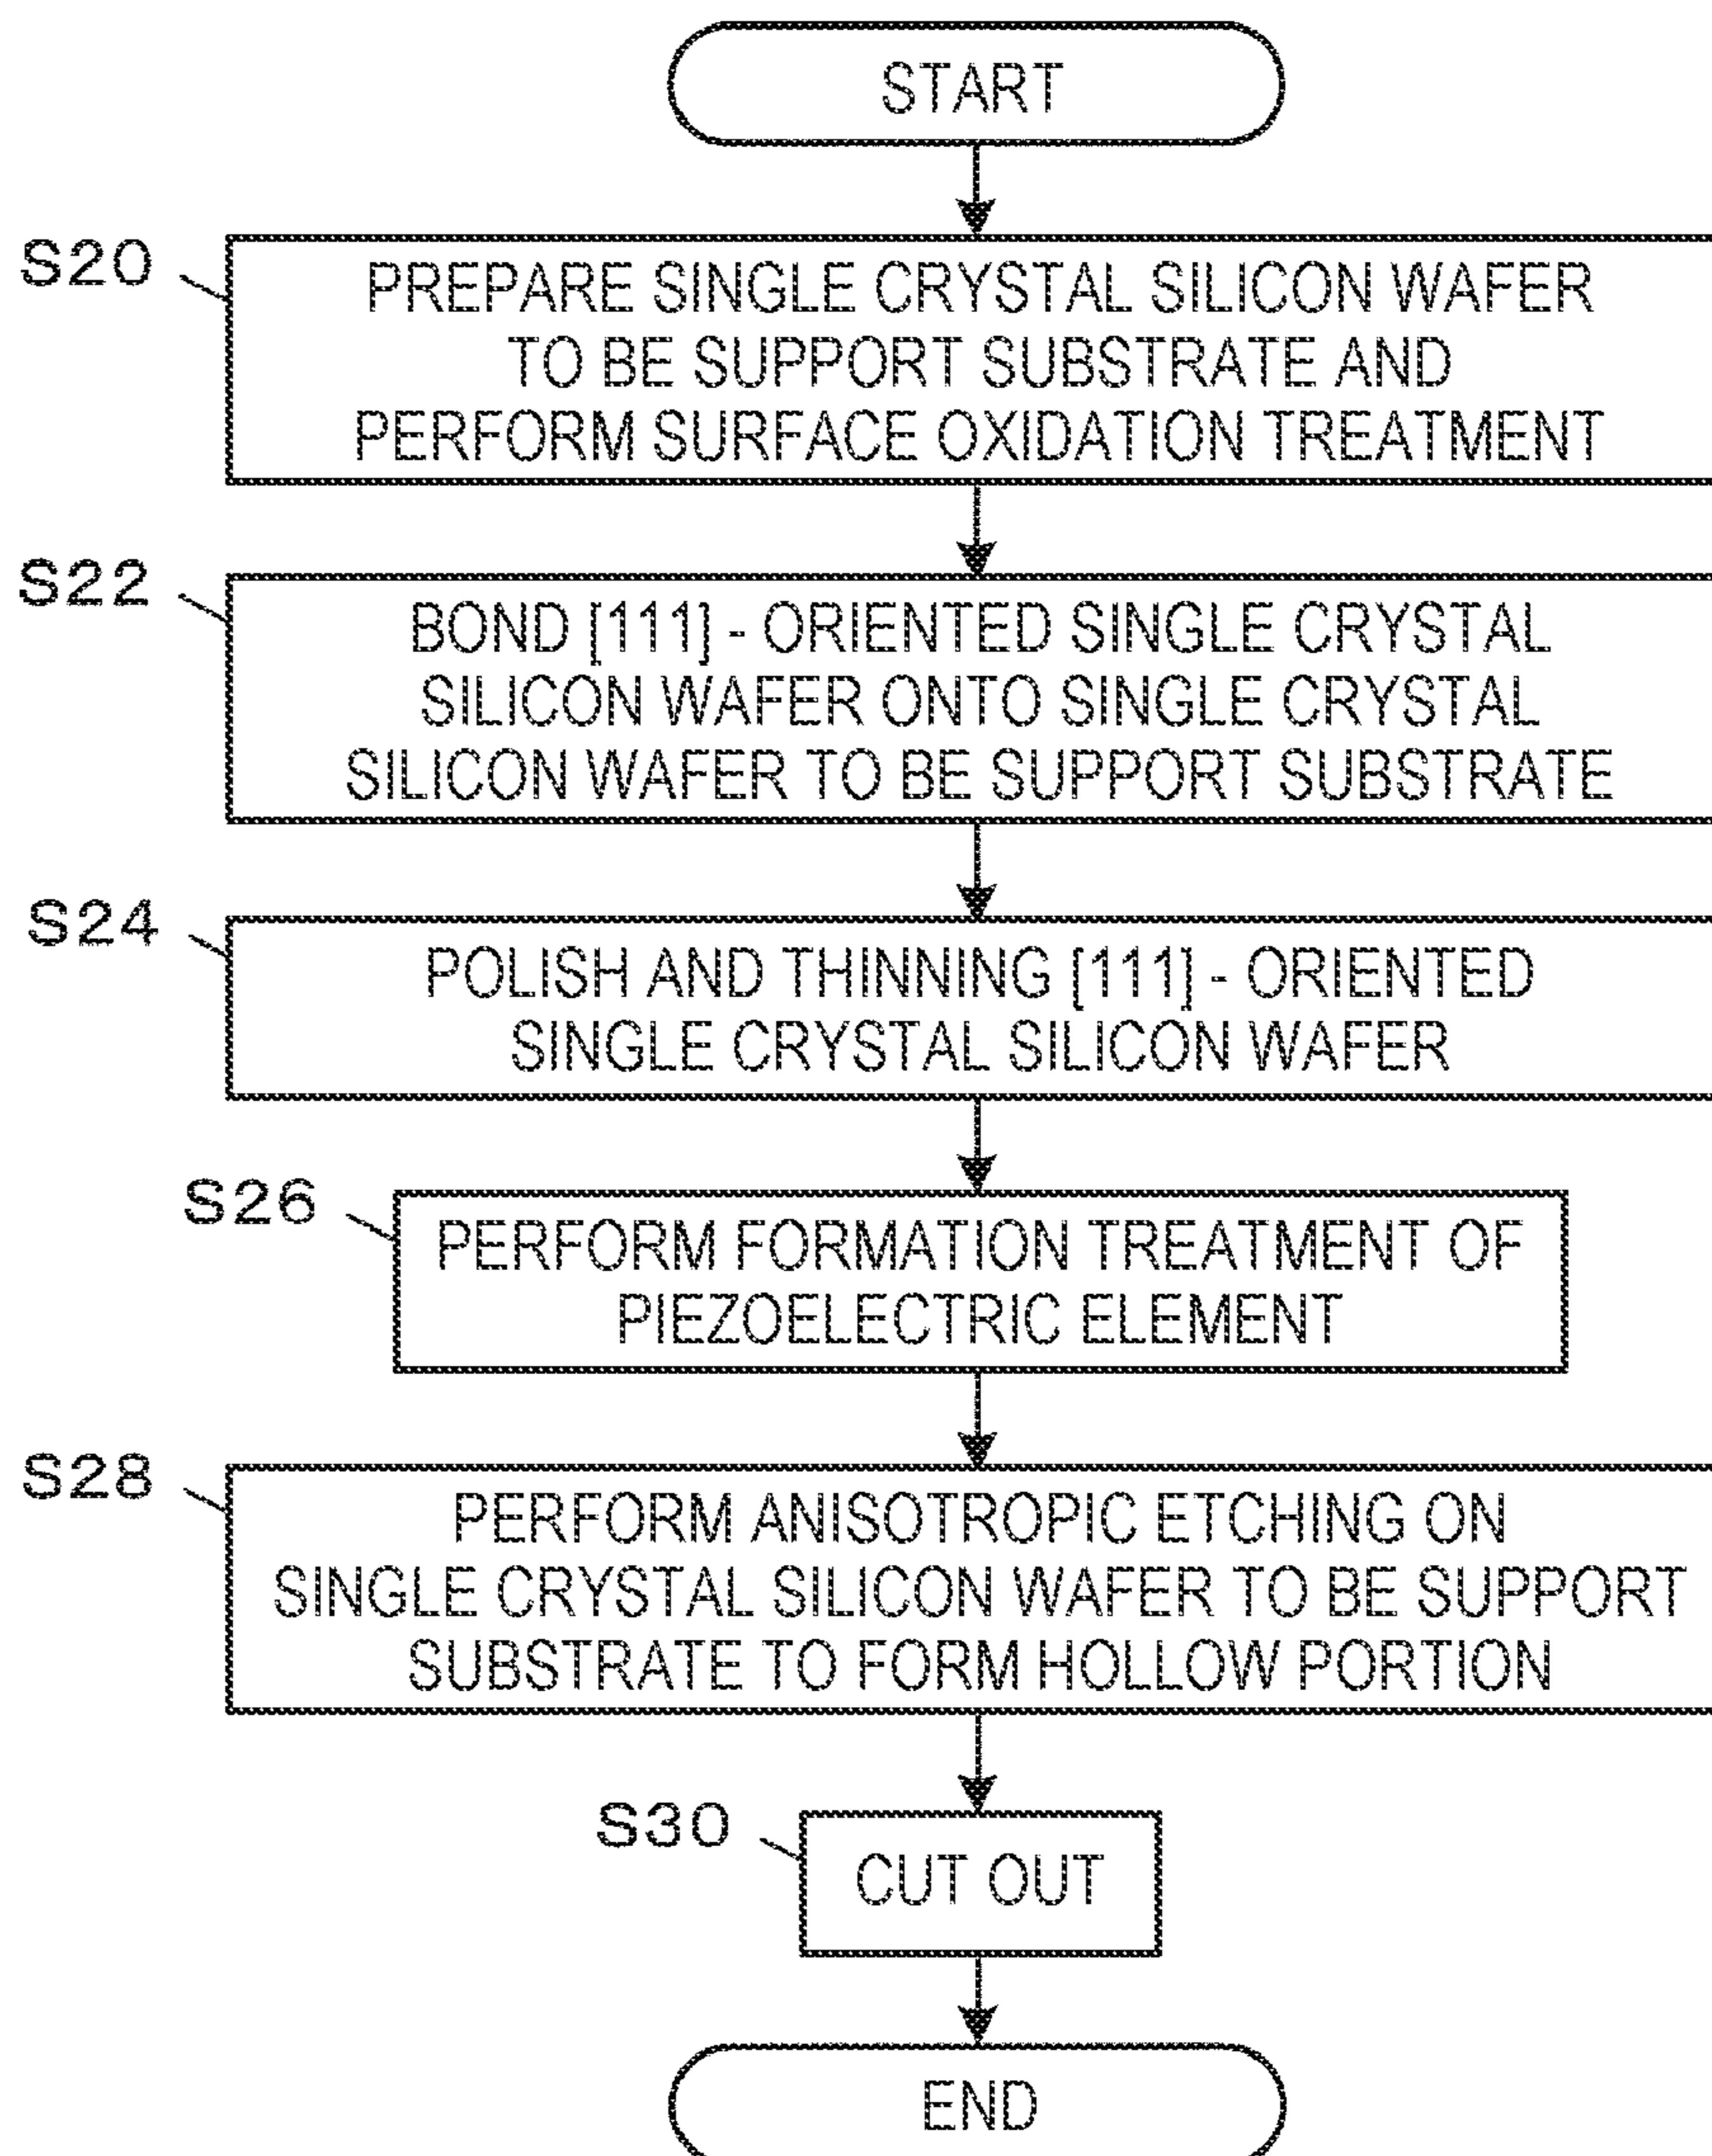 START
S20
PREPARE SINGLE CRYSTAL SILICON WAFER
TO BE SUPPORT SUBSTRATE AND
PERFORM SURFACE OXIDATION TREATMENT
S22
BOND [111] - ORIENTED SINGLE CRYSTAL
SILICON WAFER ONTO SINGLE CRYSTAL
SILICON WAFER TO BE SUPPORT SUBSTRATE
S24
POLISH AND THINNING [111] - ORIENTED
SINGLE CRYSTAL SILICON WAFER
S26
PERFORM FORMATION TREATMENT OF
PIEZOELECTRIC ELEMENT
S28
PERFORM ANISOTROPIC ETCHING ON
SINGLE CRYSTAL SILICON WAFER TO BE SUPPORT
SUBSTRATE TO FORM HOLLOW PORTION
S30
CUT OUT
END